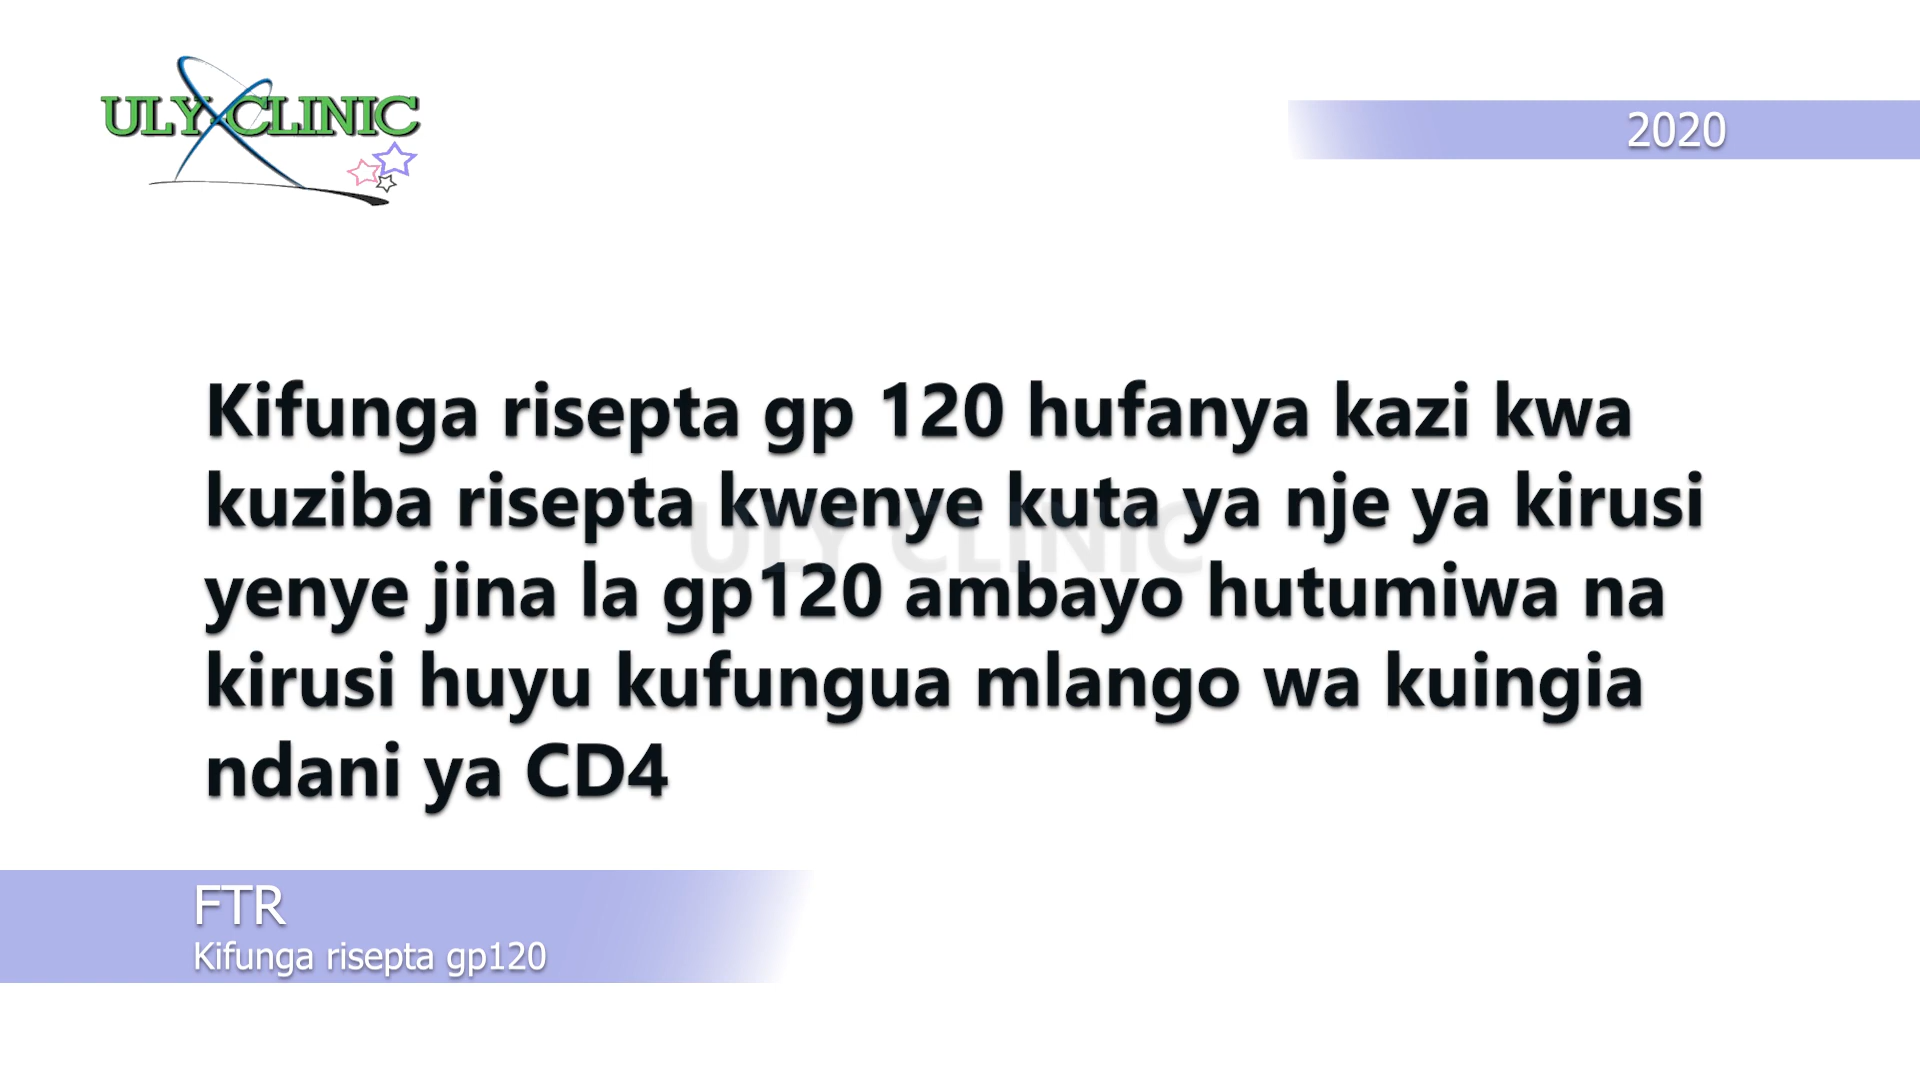 ULY CLINIC
2020
Kifunga risepta gp 120 hufanya kazi kwa
kuziba risepta kwenye kuta ya nje ya kirusi
ULY CLINIC
yenye jina la gp120 ambayo hutumiwa na
kirusi huyu kufungua mlango wa kuingia
ndani ya CD4
FTR
Kifunga risepta gp120